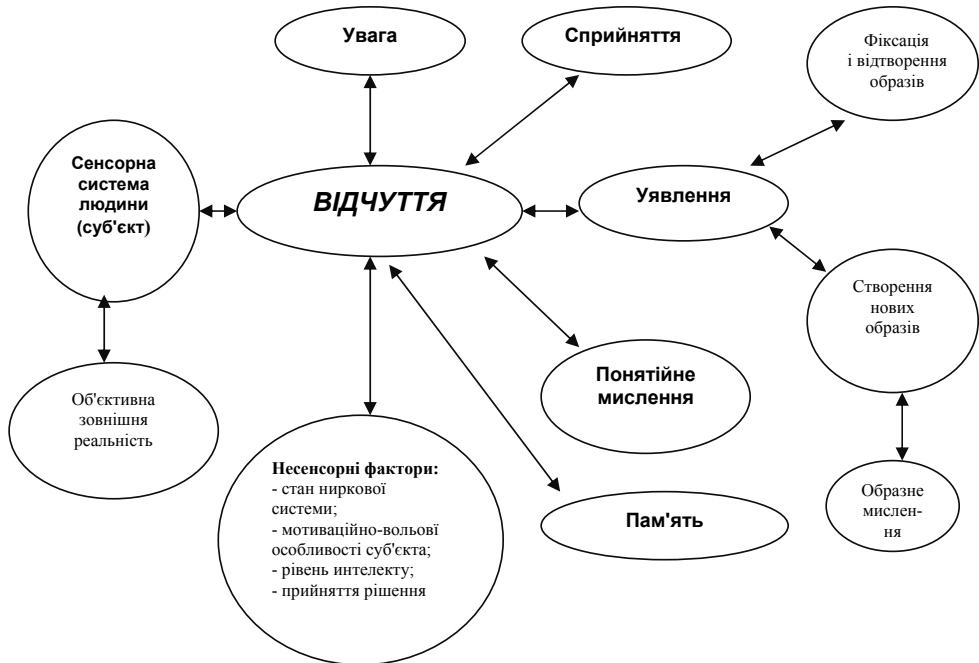 Увага
Сприйняття
Фіксація
і відтворення
образів
Сенсорна
система
людини
(суб'єкт)
ВІДЧУТТЯ
Уявлення
Створення
нових
образів
Об'єктивна
зовнішня
реальність
Понятійне
мислення
Несенсорні фактори:
- стан ниркової
системи;
- мотиваційно-вольові
особливості суб'єкта;
- рівень интелекту;
- прийняття рішення
Пам'ять
Образне
мислен-
ня